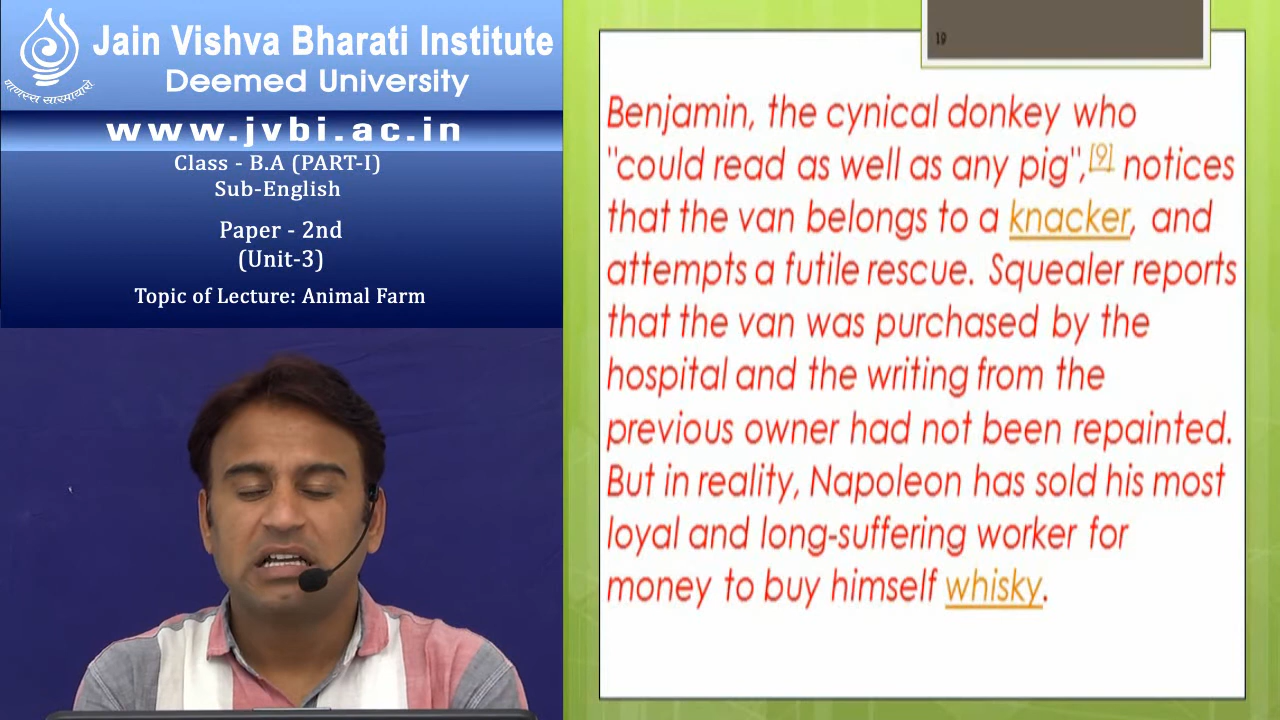 Jain Vishva Bharati Institute
Deemed University
णाणस्स सारमायारो
www.jvbi.ac.in
Class - B.A (PART-I)
Sub-English
Paper - 2nd
(Unit-3)
Topic of Lecture: Animal Farm
19
Benjamin, the cynical donkey who
"could read as well as any pig",[9] notices
that the van belongs to a knacker, and
attempts a futile rescue. Squealer reports
that the van was purchased by the
hospital and the writing from the
previous owner had not been repainted.
But in reality, Napoleon has sold his most
loyal and long-suffering worker for
money to buy himself whisky.